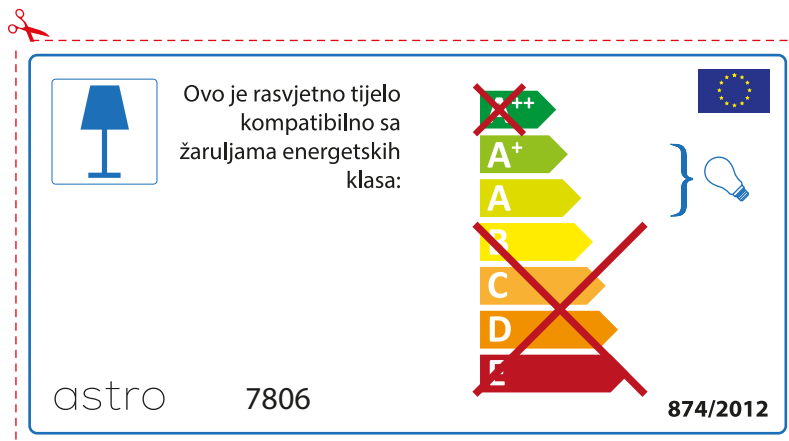 Ovo je rasvjetno tijelo
kompatibilno sa
žaruljama energetskih
klasa:
A++
A+
A
B
C
D
E
astro
7806
874/2012